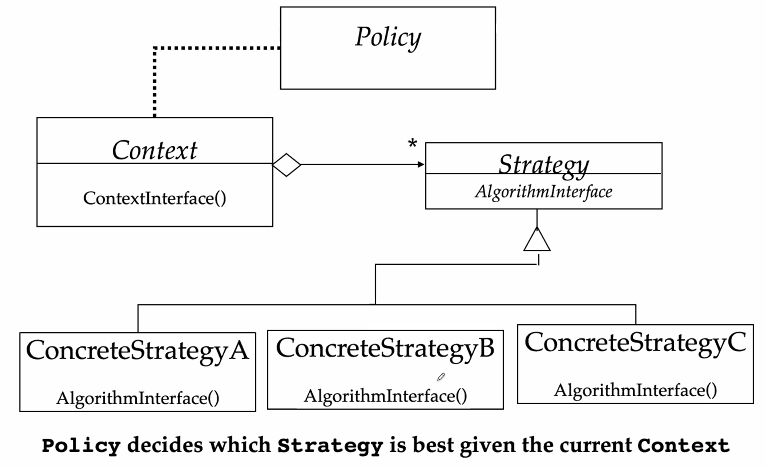 Policy
Context
ContextInterface()
*
Strategy
AlgorithmInterface
ConcreteStrategyA
AlgorithmInterface()
ConcreteStrategyB
AlgorithmInterface()
ConcreteStrategyC
AlgorithmInterface()
Policy decides which Strategy is best given the current Context